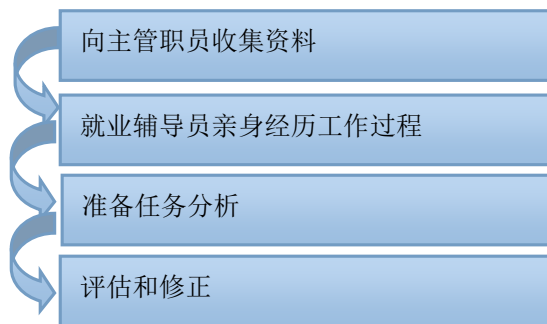 向主管职员收集资料
就业辅导员亲身经历工作过程
准备任务分析
评估和修正